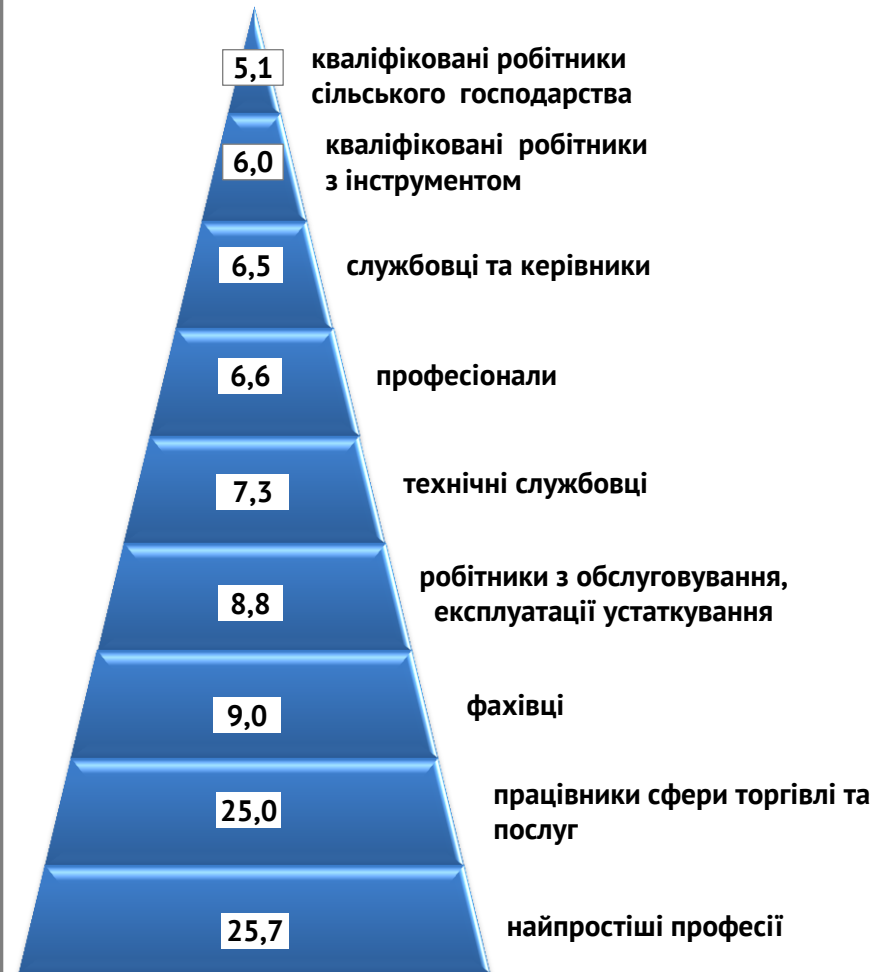 5,1
кваліфіковані робітники
сільського господарства
6,0
кваліфіковані робітники
з інструментом
6,5
службовці та керівники
6,6
професіонали
7,3
технічні службовці
8,8
робітники з обслуговування,
експлуатації устаткування
9,0
фахівці
25,0
працівники сфери торгівлі та
послуг
25,7
найпростіші професії